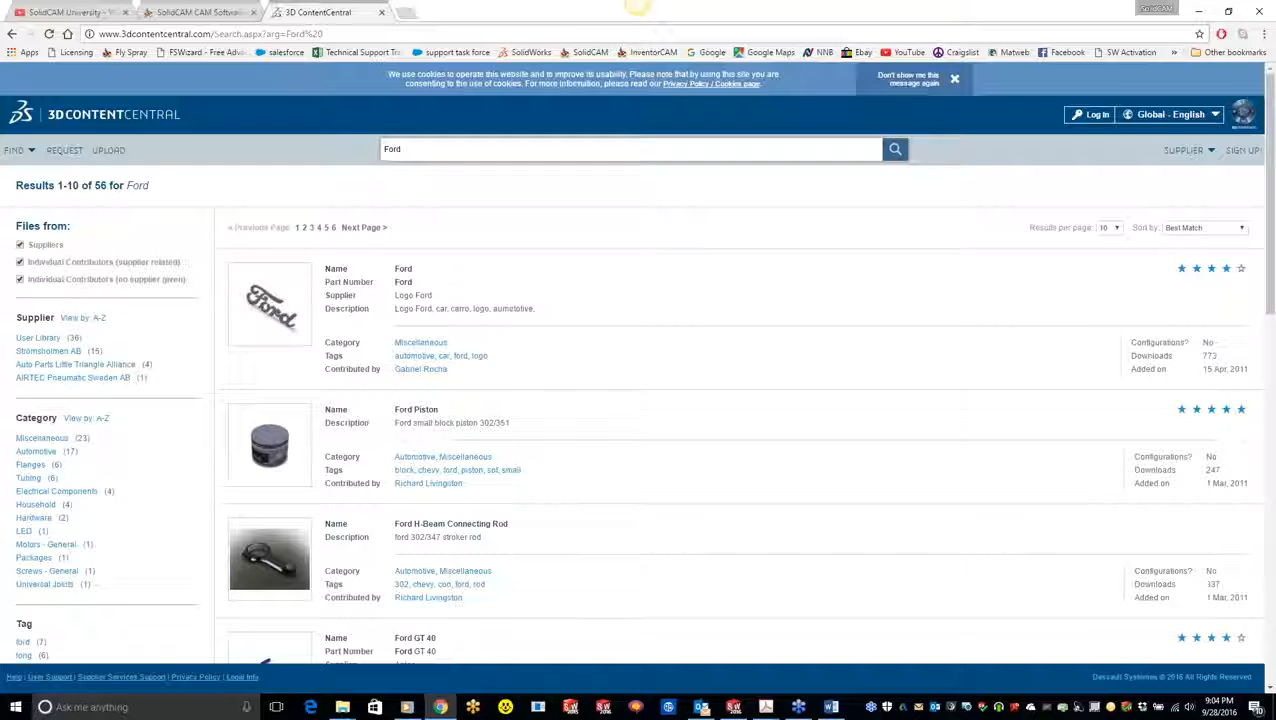 SolidCAM University -
SolidCAM CAM Softwa
3D ContentCentral
SolidCAM
www.3dcontentcentral.com/Search.aspx?arg=Ford%20
Apps Licensing Fly Spray FSWizard - Free Adv SolidCAM University Technical Support Tra support task force SolidWorks SolidCAM InventorCAM Google Google Maps NNB Ebay YouTube Craigslist Matweb Facebook SW Activation » Other bookmarks
We use cookies to operate this website and to improve its usability. Please note that by using this site you are
consenting to the use of cookies. For more information, please read our Privacy Policy / Cookies page.
Don't show me this
message again
3DCONTENTCENTRAL
Log In Global - English
FIND REQUEST UPLOAD
Ford
SUPPLIER SIGN UP!
Results 1-10 of 56 for Ford
Files from:
Suppliers
Individual Contributors (supplier related)
Individual Contributors (no supplier given)
Supplier View by: A-Z
User Library (36)
Strömsholmen AB (15)
Auto Parts Little Triangle Alliance (4)
AIRTEC Pneumatic Sweden AB (1)
Category View by: A-Z
Miscellaneous (23)
Automotive (17)
Flanges (6)
Tubing (6)
Electrical Components (4)
Household (4)
Hardware (2)
LED (1)
Motors - General (1)
Packages (1)
Screws - General (1)
Universal Joints (1)
Tag
ford (7)
long (6)
« Previous Page 1 2 3 4 5 6 Next Page >
Results per page: 10 Sort by: Best Match
Name Ford
Part Number Ford
Supplier Logo Ford
Description Logo Ford, car, carro, logo, aumotetive,
Category Miscellaneous
Tags automotive, car, ford, logo
Contributed by Gabriel Rocha
Configurations? No
Downloads 773
Added on 15 Apr, 2011
Name Ford Piston
Description Ford small block piston 302/351
Category Automotive, Miscellaneous
Tags block, chevy, ford, piston, sot, small
Contributed by Richard Livingston
Configurations? No
Downloads 247
Added on 1 Mar, 2011
Name Ford H-Beam Connecting Rod
Description ford 302/347 stroker rod
Category Automotive, Miscellaneous
Tags 302, chevy, con, ford, rod
Contributed by Richard Livingston
Configurations? No
Downloads
Added on 1 Mar, 2011
Name Ford GT 40
Part Number Ford GT 40
Help | User Support | Supplier Services Support | Privacy Policy | Legal Info
Dassault Systèmes © 2016 All Rights Reserved
Ask me anything
9:04 PM
9/28/2016